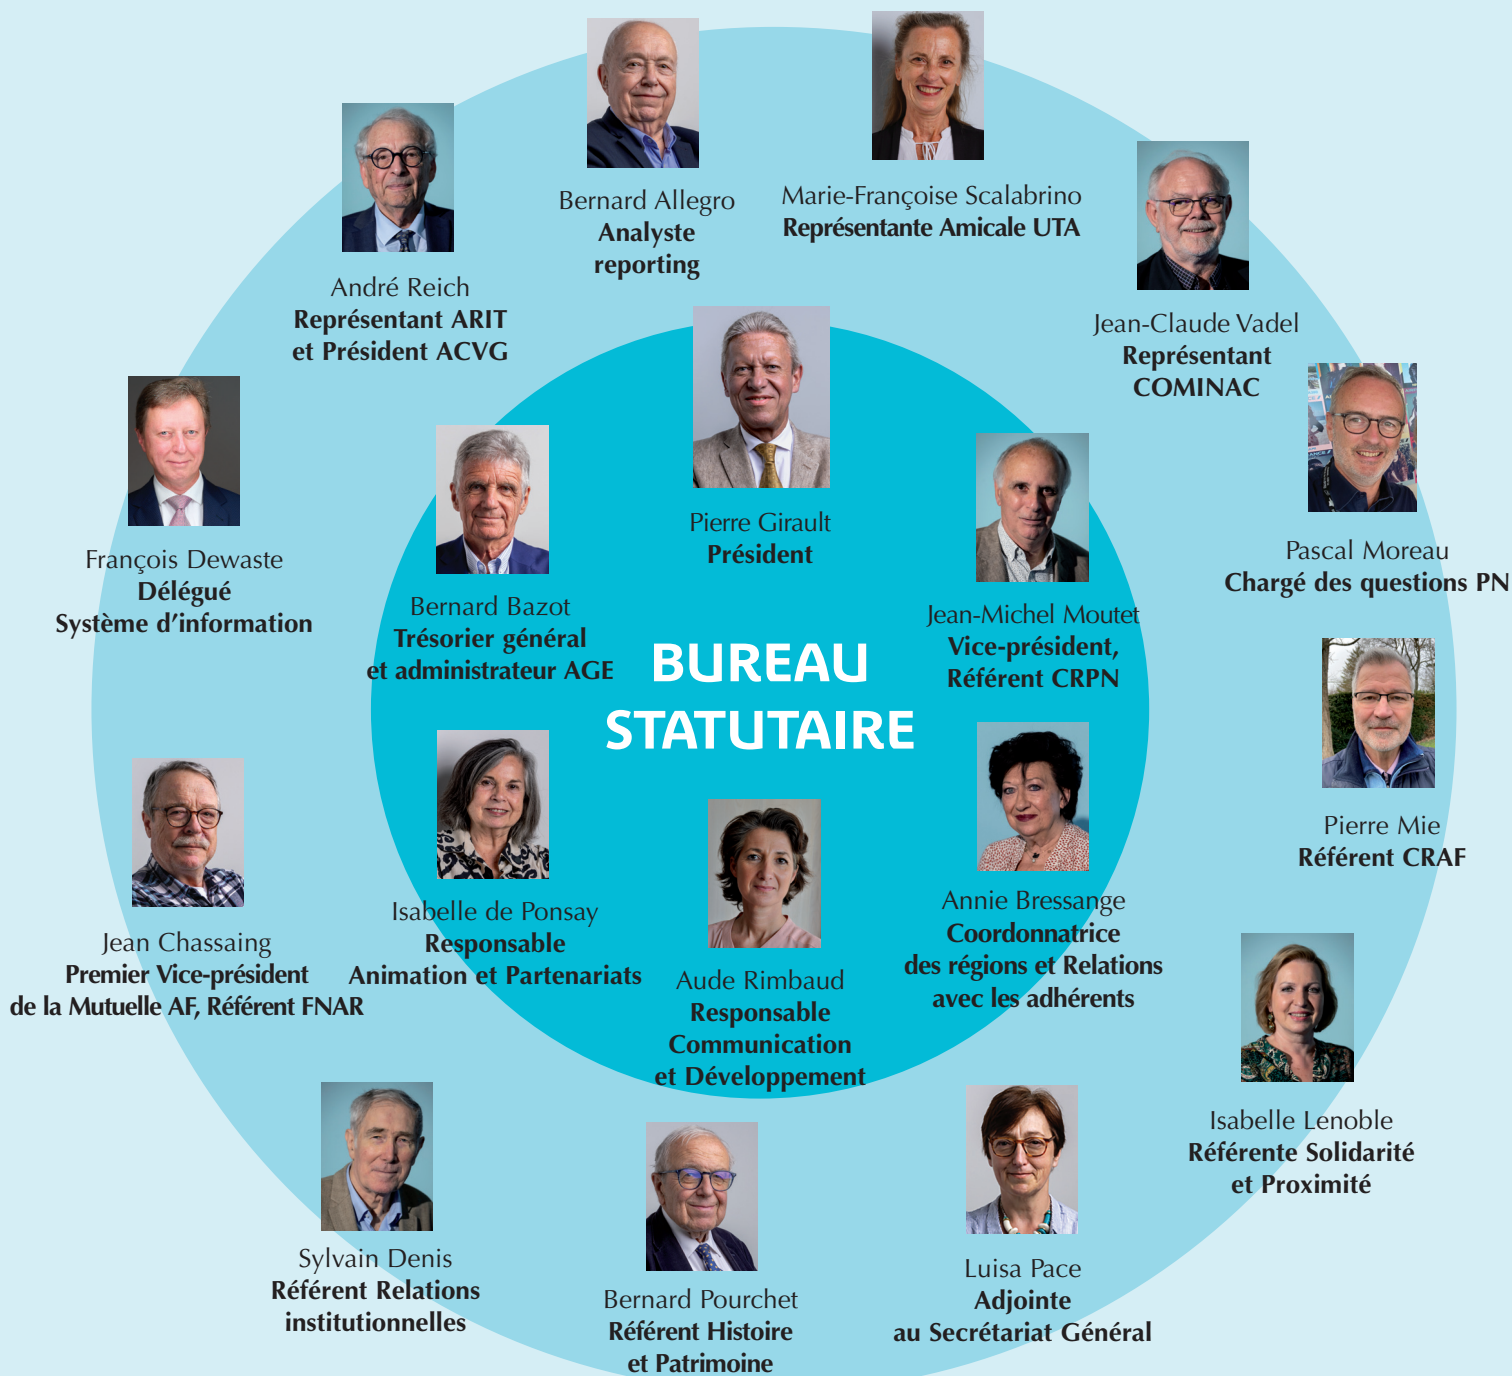 Bernard Allegro
Analyste
reporting
Marie-Françoise Scalabrino
Représentante Amicale UTA
André Reich
Représentant ARIT
et Président ACVG
Jean-Claude Vadel
Représentant
COMINAC
Pierre Girault
Président
François Dewaste
Délégué
Système d’information
Bernard Bazot
Trésorier général
et administrateur AGE
Jean-Michel Moutet
Vice-président,
Référent CRPN
Pascal Moreau
Chargé des questions PN
BUREAU
STATUTAIRE
Pierre Mie
Référent CRAF
Jean Chassaing
Premier Vice-président
de la Mutuelle AF, Référent FNAR
Isabelle de Ponsay
Responsable
Animation et Partenariats
Aude Rimbaud
Responsable
Communication
et Développement
Annie Bressange
Coordonnatrice
des régions et Relations
avec les adhérents
Isabelle Lenoble
Référente Solidarité
et Proximité
Sylvain Denis
Référent Relations
institutionnelles
Bernard Pourchet
Référent Histoire
et Patrimoine
Luisa Pace
Adjointe
au Secrétariat Général